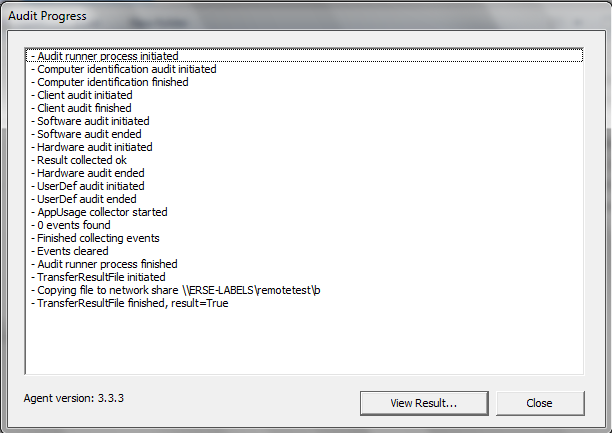 Audit Progress
- Audit runner process initiated
- Computer identification audit initiated
- Computer identification finished
- Client audit initiated
- Client audit finished
- Software audit initiated
- Software audit ended
- Hardware audit initiated
- Result collected ok
- Hardware audit ended
- UserDef audit initiated
- UserDef audit ended
- AppUsage collector started
- 0 events found
- Finished collecting events
- Events cleared
- Audit runner process finished
- TransferResultFile initiated
- Copying file to network share \\ERSE-LABELS\remotetest\b
- TransferResultFile finished, result=True
Agent version: 3.3.3
View Result...
Close